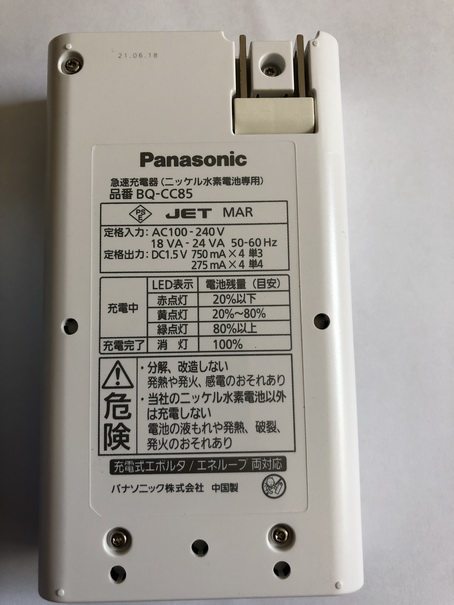 21.06.18
Panasonic
急速充電器(ニッケル水素電池専用)
品番 BQ-CC85
PS E JET MAR
定格入力: AC100-240V
18 VA-24 VA 50-60 Hz
定格出力: DC1.5V 750 mA×4 単3
275 mA×4 単4
LED表示 電池残量(目安)
充電中
赤点灯 20%以下
黄点灯 20%~80%
緑点灯 80%以上
充電完了 消灯 100%
危険
・分解、改造しない
発熱や発火、感電のおそれあり
・当社のニッケル水素電池以外
は充電しない
電池の液もれや発熱、破裂、
発火のおそれあり
充電式エボルタ/エネループ 両対応
パナソニック株式会社 中国製